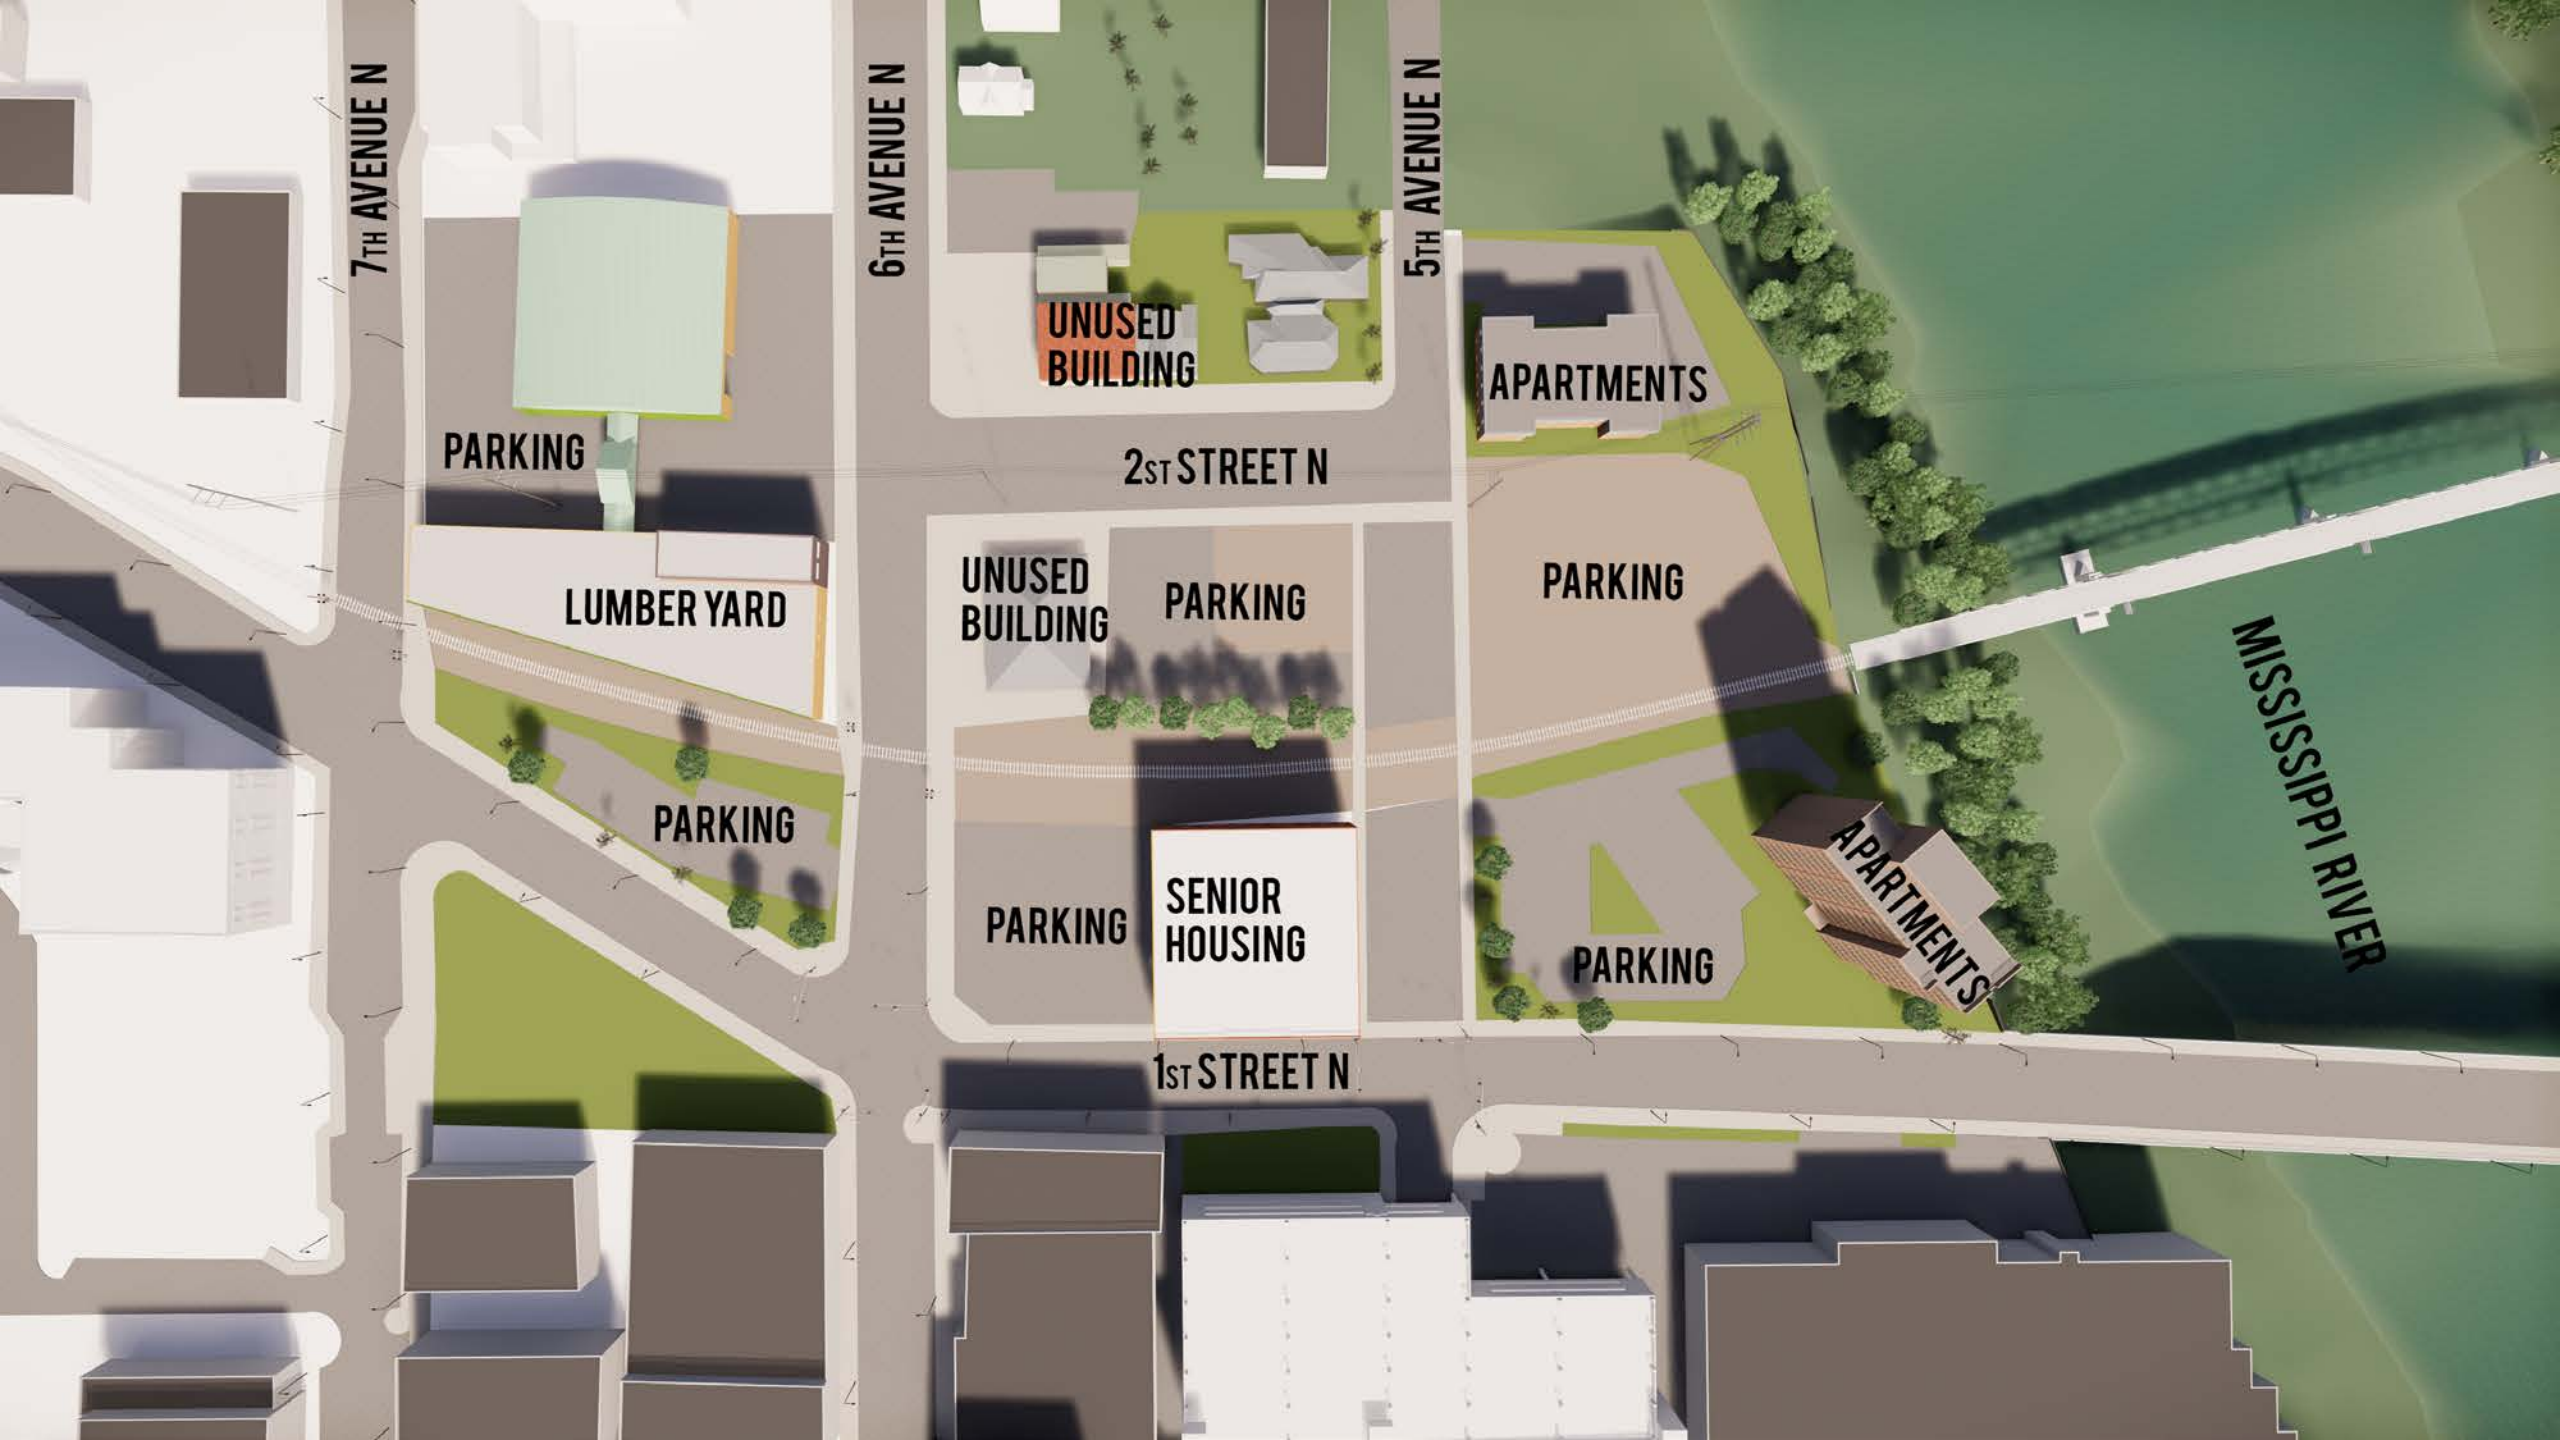 7TH AVENUE N
6TH AVENUE N
5TH AVENUE N
UNUSED
BUILDING
APARTMENTS
PARKING
2ST STREET N
LUMBER YARD
UNUSED
BUILDING
PARKING
PARKING
MISSISSIPPI RIVER
PARKING
PARKING
SENIOR
HOUSING
PARKING
APARTMENTS
1ST STREET N